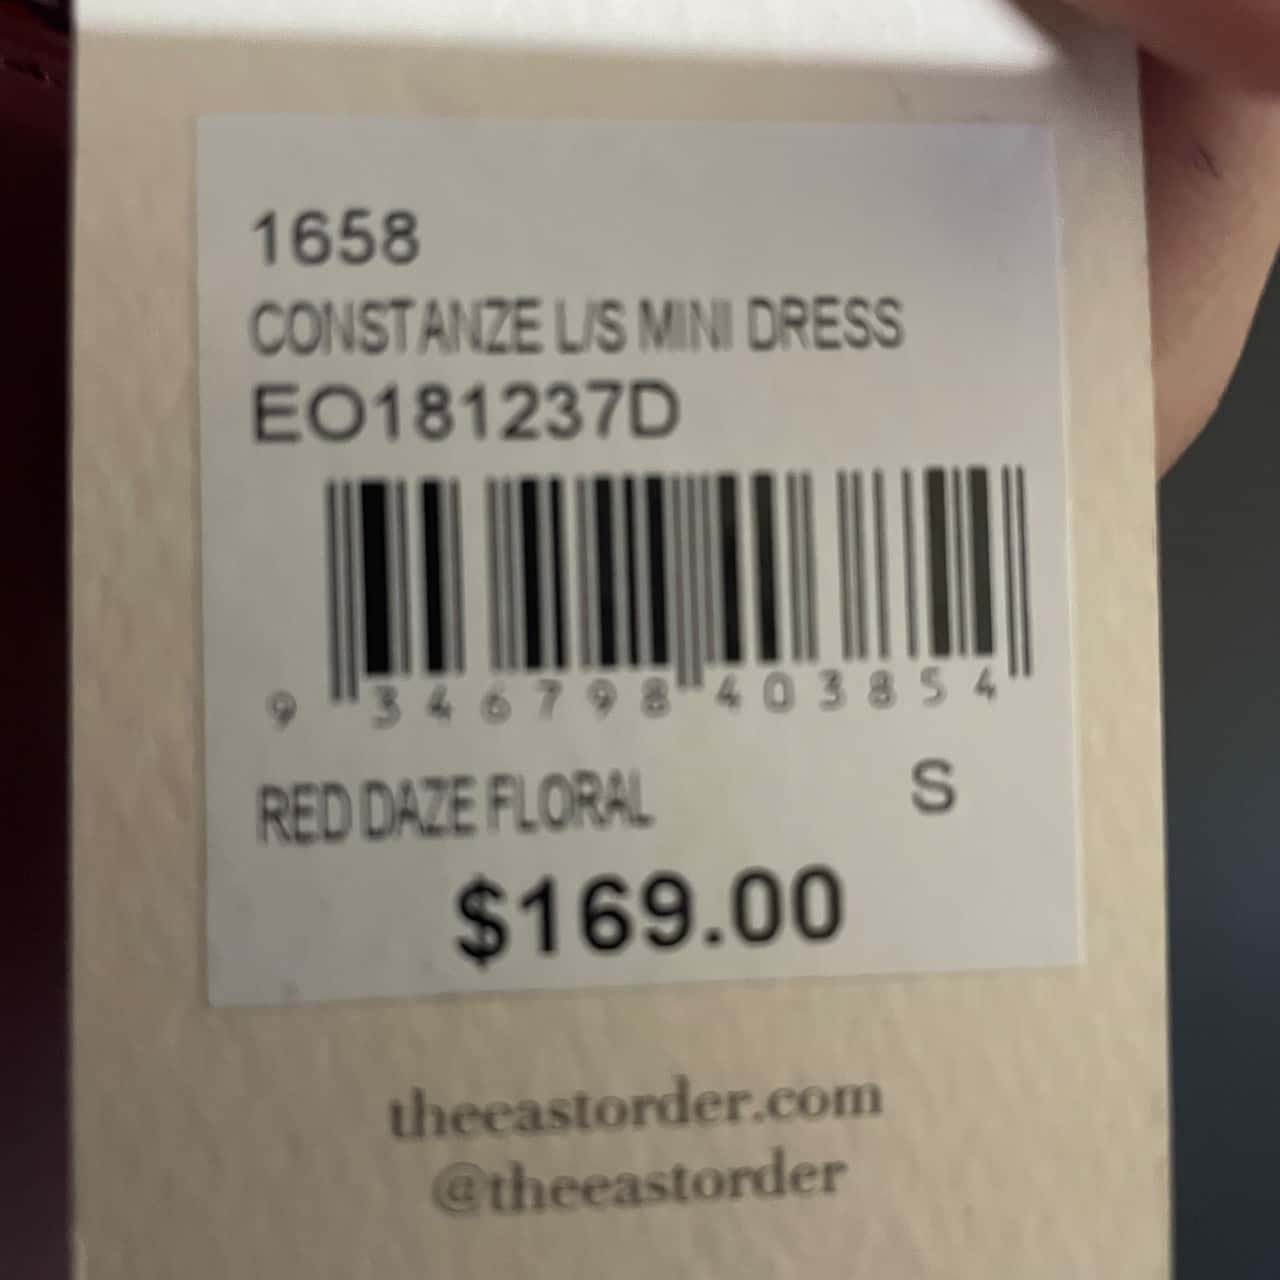 1658
CONSTANZE L/S MINI DRESS
EO181237D
9 346798 403854
RED DAZE FLORAL S
$169.00
theeastorder.com
@theeastorder